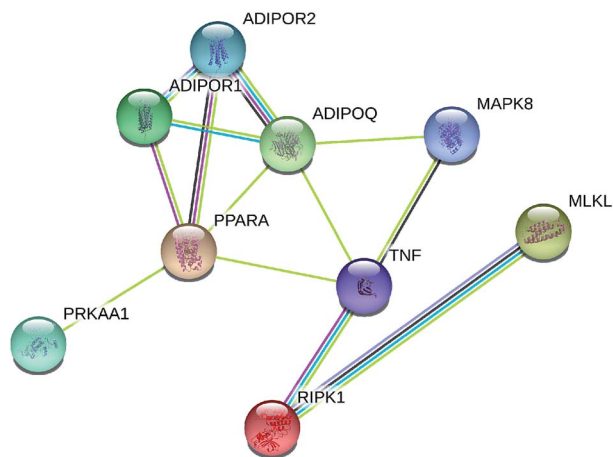 ADIPOR2
ADIPOR1
ADIPOQ
MAPK8
MLKL
PPARA
TNF
PRKAA1
RIPK1